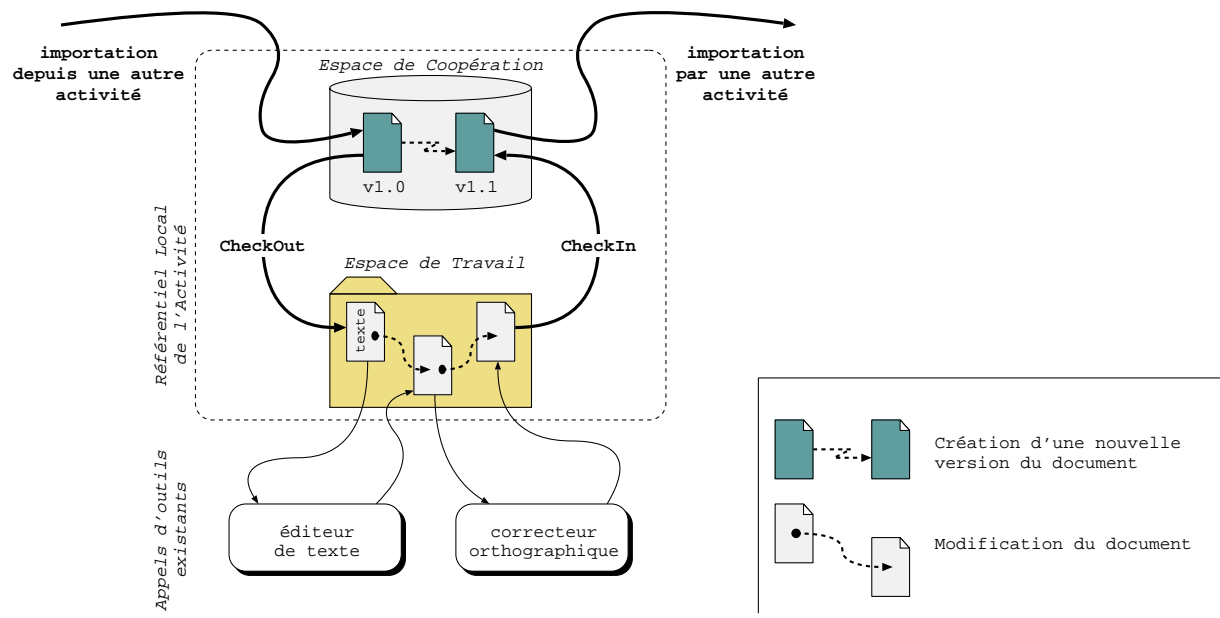 importation
depuis une autre
activité
importation
par une autre
activité
Espace de Coopération
v1.0
v1.1
CheckOut
CheckIn
Référentiel Local
de l'Activité
Espace de Travail
texte
Appels d'outils
existants
éditeur
de texte
correcteur
orthographique
Création d'une nouvelle
version du document
Modification du document